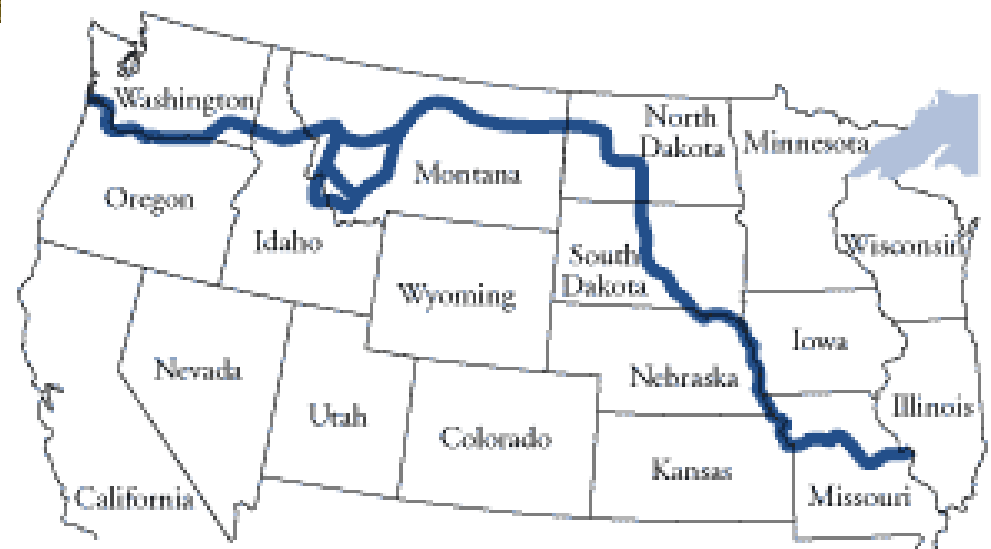 Washington
North
Dakota
Minnesota
Montana
Oregon
Idaho
Wisconsin
South
Dakota
Wyoming
Iowa
Nevada
Nebraska
Illinois
Utah
Colorado
Kansas
California
Missouri